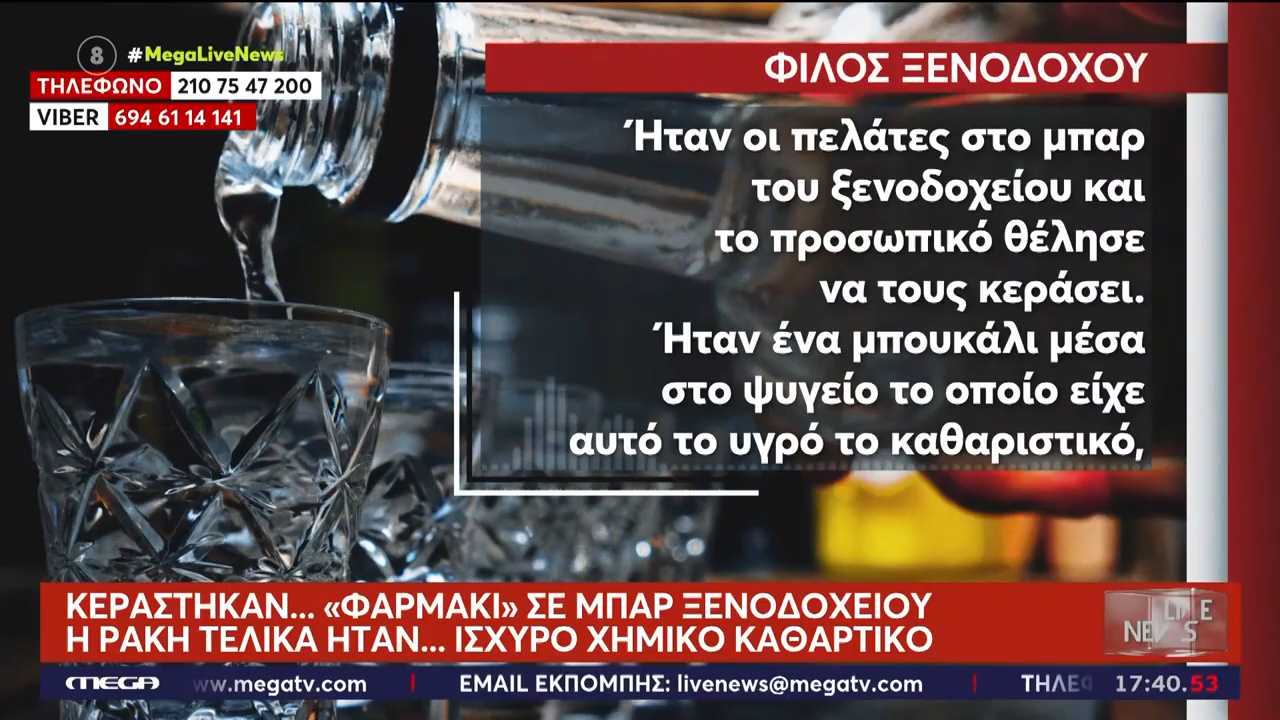 8
#MegaLiveNews
ΤΗΛΕΦΩΝΟ 210 75 47 200
VIBER 694 61 14 141
ΦΙΛΟΣ ΞΕΝΟΔΟΧΟΥ
Ήταν οι πελάτες στο μπαρ
του ξενοδοχείου και
το προσωπικό θέλησε
να τους κεράσει.
Ήταν ένα μπουκάλι μέσα
στο ψυγείο το οποίο είχε
αυτό το υγρό το καθαριστικό,
ΚΕΡΑΣΤΗΚΑΝ... «ΦΑΡΜΑΚΙ» ΣΕ ΜΠΑΡ ΞΕΝΟΔΟΧΕΙΟΥ
Η ΡΑΚΗ ΤΕΛΙΚΑ ΗΤΑΝ... ΙΣΧΥΡΟ ΧΗΜΙΚΟ ΚΑΘΑΡΤΙΚΟ
LIVE
NEWS
MEGA ww.megatv.com | EMAIL ΕΚΠΟΜΠΗΣ: livenews@megatv.com | ΤΗΛΕΦ 17:40.53